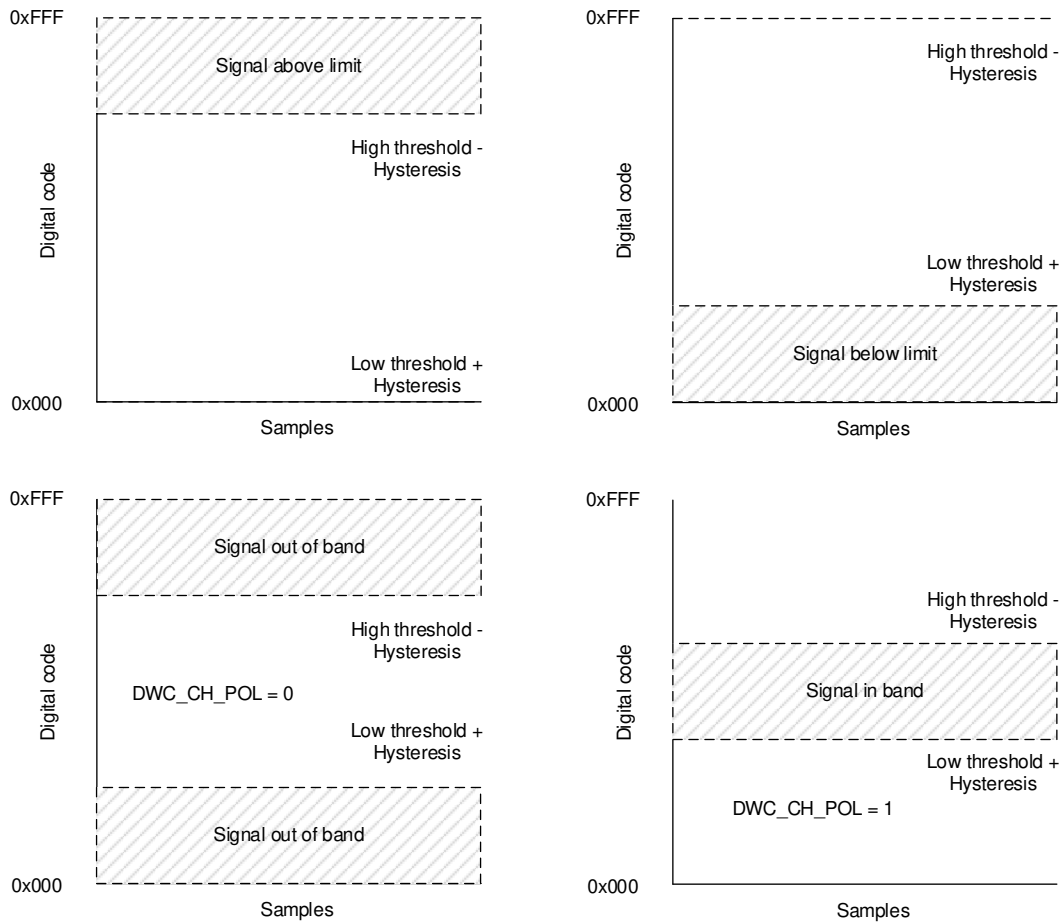 0xFFF
Signal above limit
High threshold -
Hysteresis
Digital code
Low threshold +
Hysteresis
0x000
Samples
0xFFF
High threshold -
Hysteresis
Digital code
Low threshold +
Hysteresis
Signal below limit
0x000
Samples
0xFFF
Signal out of band
High threshold -
Hysteresis
Digital code
DWC_CH_POL = 0
Low threshold +
Hysteresis
Signal out of band
0x000
Samples
0xFFF
High threshold -
Hysteresis
Digital code
Signal in band
Low threshold +
Hysteresis
DWC_CH_POL = 1
0x000
Samples